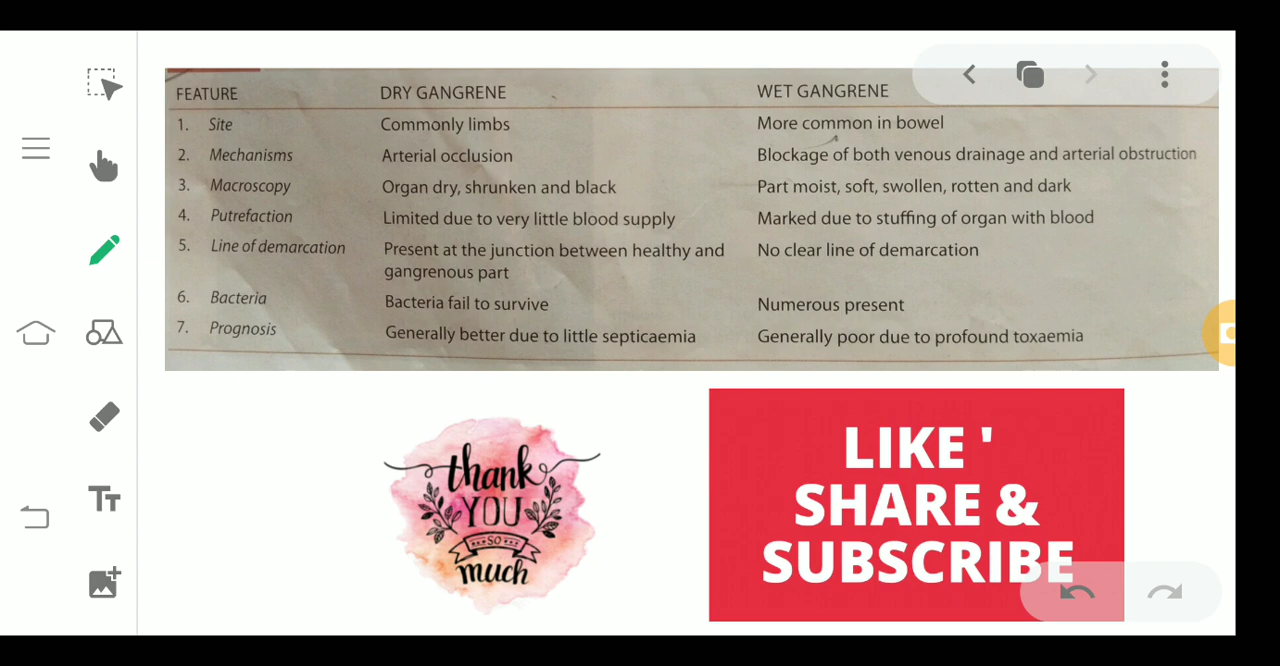 FEATURE DRY GANGRENE WET GANGRENE
1. Site Commonly limbs More common in bowel
2. Mechanisms Arterial occlusion Blockage of both venous drainage and arterial obstruction
3. Macroscopy Organ dry, shrunken and black Part moist, soft, swollen, rotten and dark
4. Putrefaction Limited due to very little blood supply Marked due to stuffing of organ with blood
5. Line of demarcation Present at the junction between healthy and No clear line of demarcation
gangrenous part
6. Bacteria Bacteria fail to survive Numerous present
7. Prognosis Generally better due to little septicaemia Generally poor due to profound toxaemia
thank
YOU
SO
much
LIKE '
SHARE &
SUBSCRIBE
TT